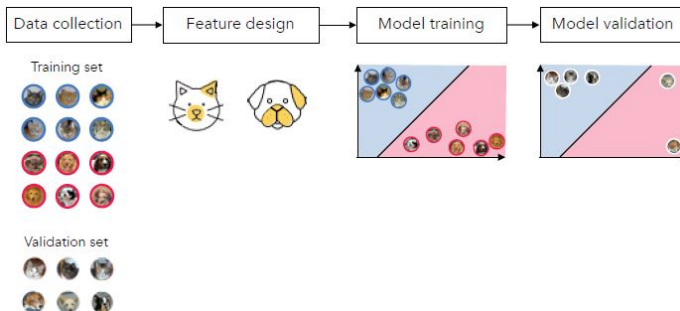 Data collection
Feature design
Model training
Model validation
Training set
Validation set